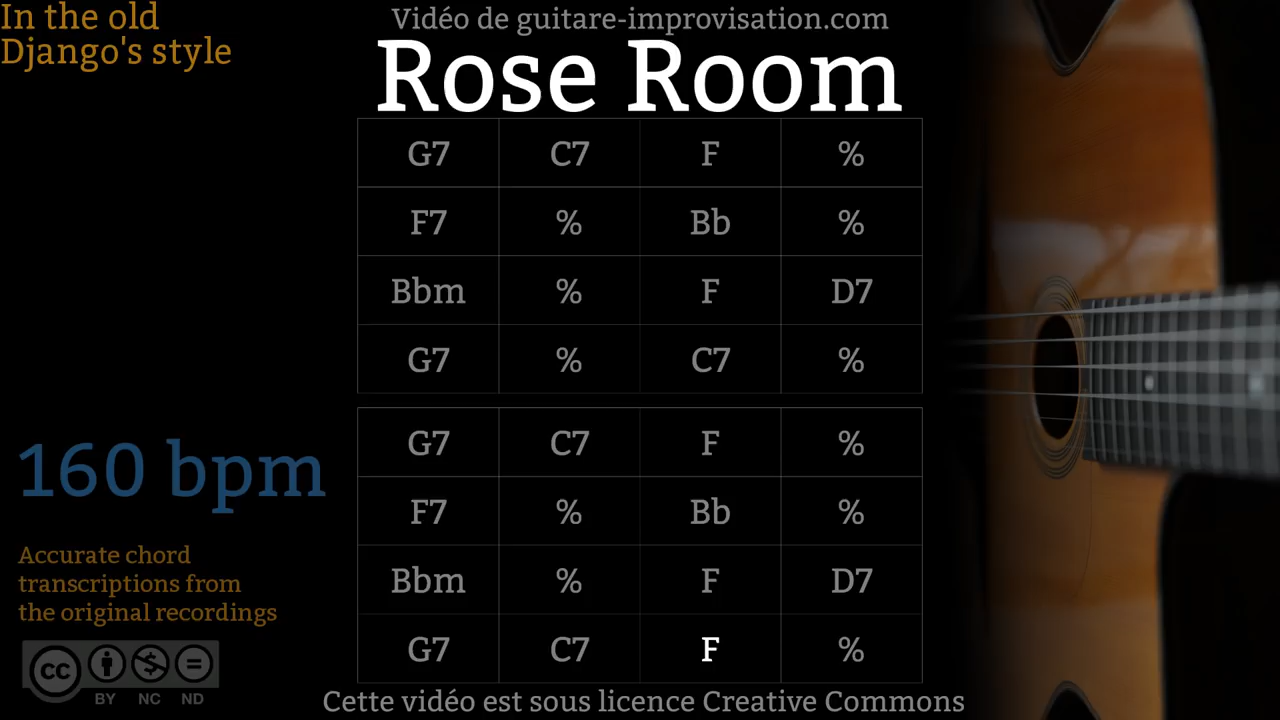 In the old
Django's style
Vidéo de guitare-improvisation.com
Rose Room
G7 C7 F %
F7 % Bb %
Bbm % F D7
G7 % C7 %
G7 C7 F %
F7 % Bb %
Bbm % F D7
G7 C7 F %
160 bpm
Accurate chord
transcriptions from
the original recordings
cc
BY NC ND
Cette vidéo est sous licence Creative Commons